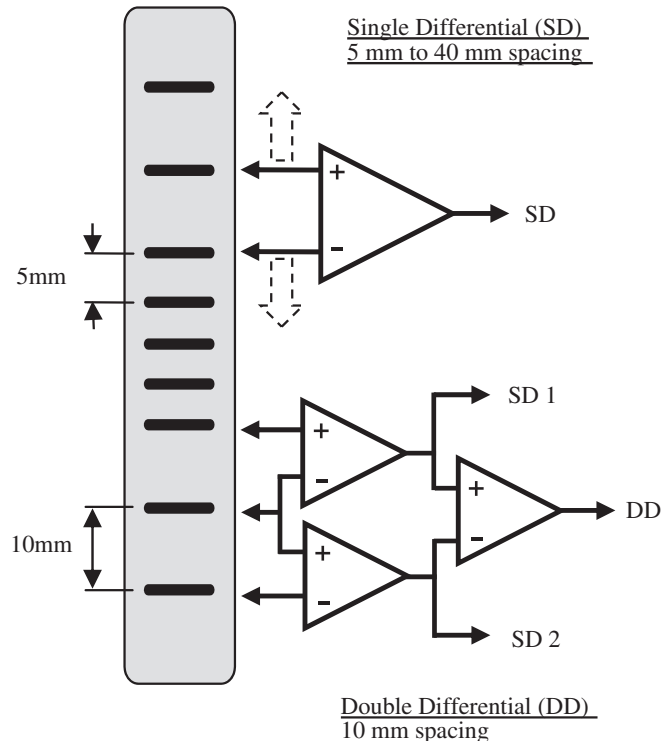 Single Differential (SD)
5 mm to 40 mm spacing
+
SD
−
5mm
SD 1
+
−
+
DD
−
10mm
+
−
SD 2
Double Differential (DD)
10 mm spacing